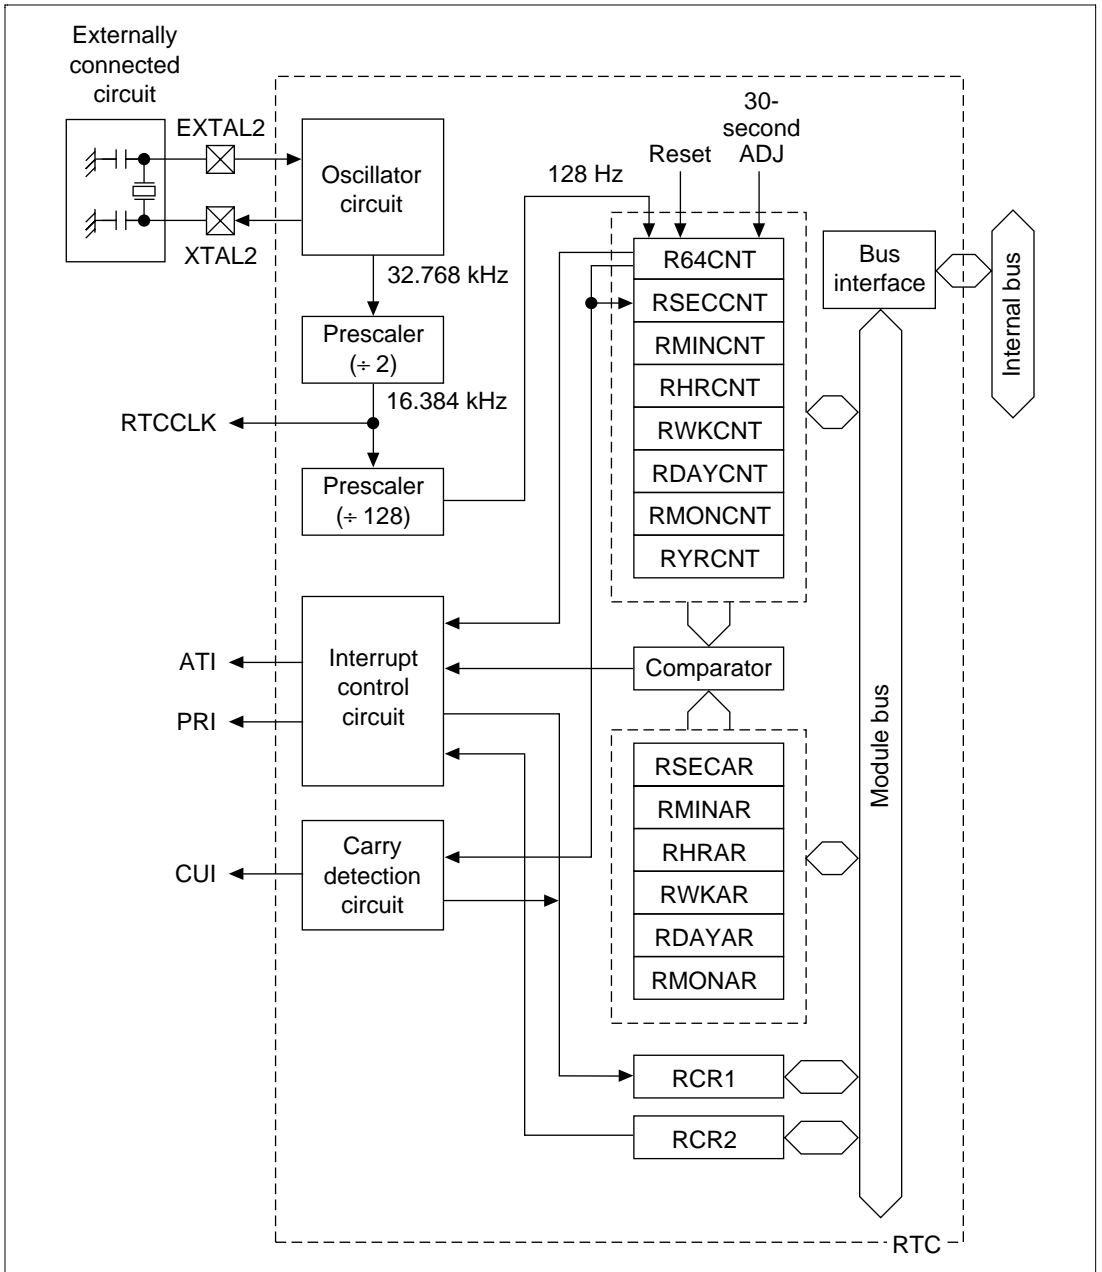 Externally
connected
circuit
EXTAL2
XTAL2
Oscillator
circuit
32.768 kHz
Prescaler
(÷ 2)
16.384 kHz
RTCCLK
Prescaler
(÷ 128)
128 Hz
Reset
30-
second
ADJ
R64CNT
RSECCNT
RMINCNT
RHRCNT
RWKCNT
RDAYCNT
RMONCNT
RYRCNT
Bus
interface
Internal bus
ATI
PRI
Interrupt
control
circuit
Comparator
Module bus
RSECAR
RMINAR
RHRAR
RWKAR
RDAYAR
RMONAR
CUI
Carry
detection
circuit
RCR1
RCR2
RTC